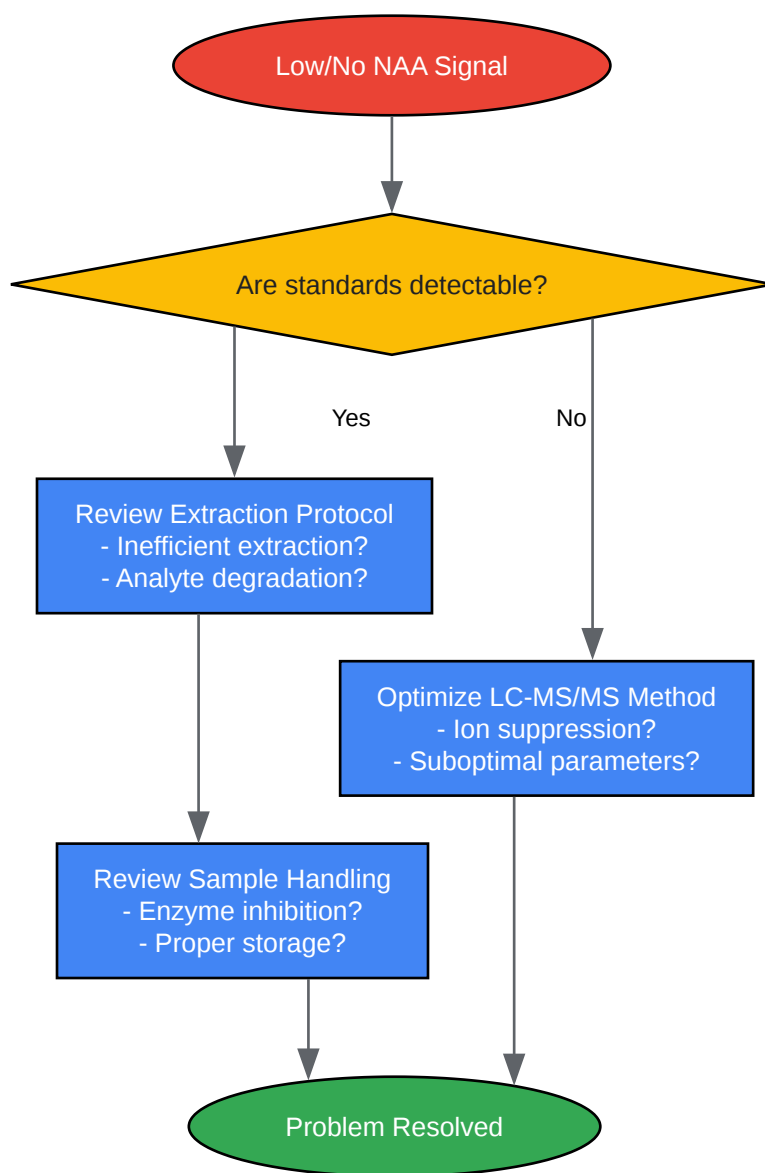 Low/No NAA Signal
Are standards detectable?
Yes
No
Review Extraction Protocol
- Inefficient extraction?
- Analyte degradation?
Optimize LC-MS/MS Method
- Ion suppression?
- Suboptimal parameters?
Review Sample Handling
- Enzyme inhibition?
- Proper storage?
Problem Resolved